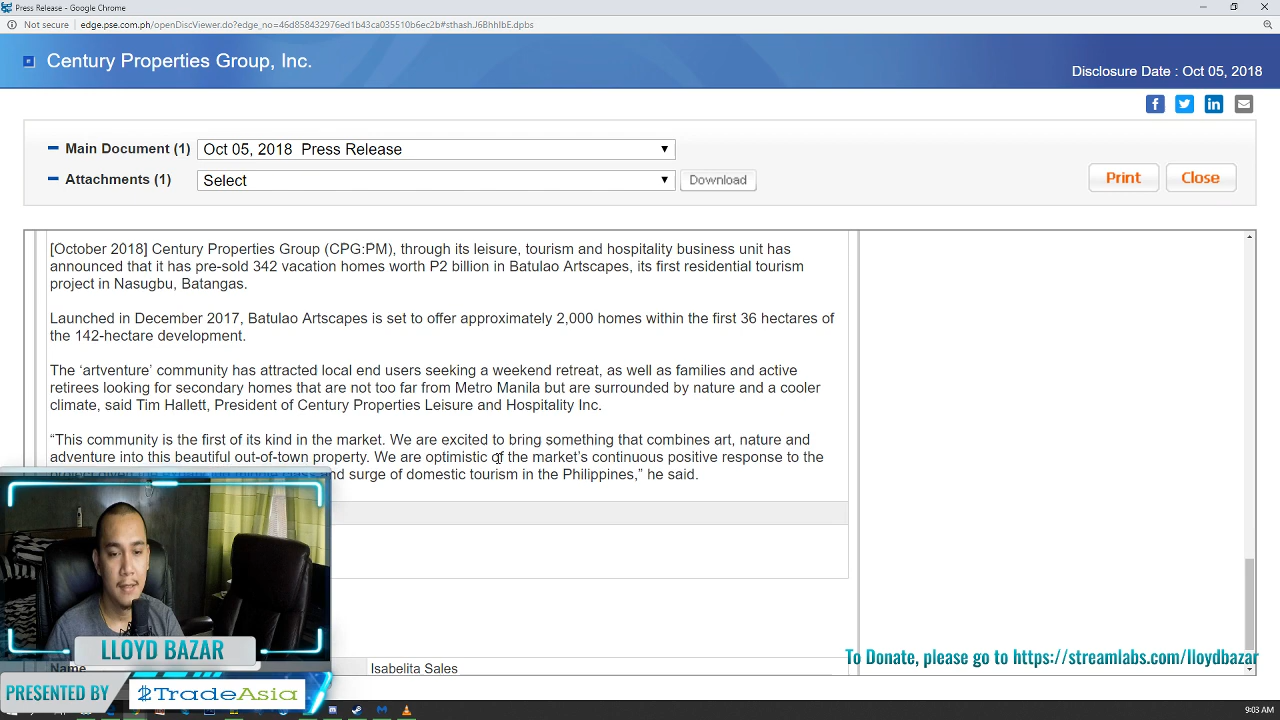 Press Release - Google Chrome
Not secure edge.pse.com.ph/openDiscViewer.do?edge_no=46d858432976ed1b43ca035510b6ec2b#sthash.J6BhhIbE.dpbs
Century Properties Group, Inc.
Disclosure Date : Oct 05, 2018
Main Document (1) Oct 05, 2018 Press Release
Attachments (1) Select Download
Print Close
[October 2018] Century Properties Group (CPG:PM), through its leisure, tourism and hospitality business unit has
announced that it has pre-sold 342 vacation homes worth P2 billion in Batulao Artscapes, its first residential tourism
project in Nasugbu, Batangas.
Launched in December 2017, Batulao Artscapes is set to offer approximately 2,000 homes within the first 36 hectares of
the 142-hectare development.
The ‘artventure’ community has attracted local end users seeking a weekend retreat, as well as families and active
retirees looking for secondary homes that are not too far from Metro Manila but are surrounded by nature and a cooler
climate, said Tim Hallett, President of Century Properties Leisure and Hospitality Inc.
“This community is the first of its kind in the market. We are excited to bring something that combines art, nature and
adventure into this beautiful out-of-town property. We are optimistic of the market’s continuous positive response to the
and surge of domestic tourism in the Philippines,” he said.
LLOYD BAZAR
Name Isabelita Sales
To Donate, please go to https://streamlabs.com/lloydbazar
PRESENTED BY $TradeAsia
9:03 AM